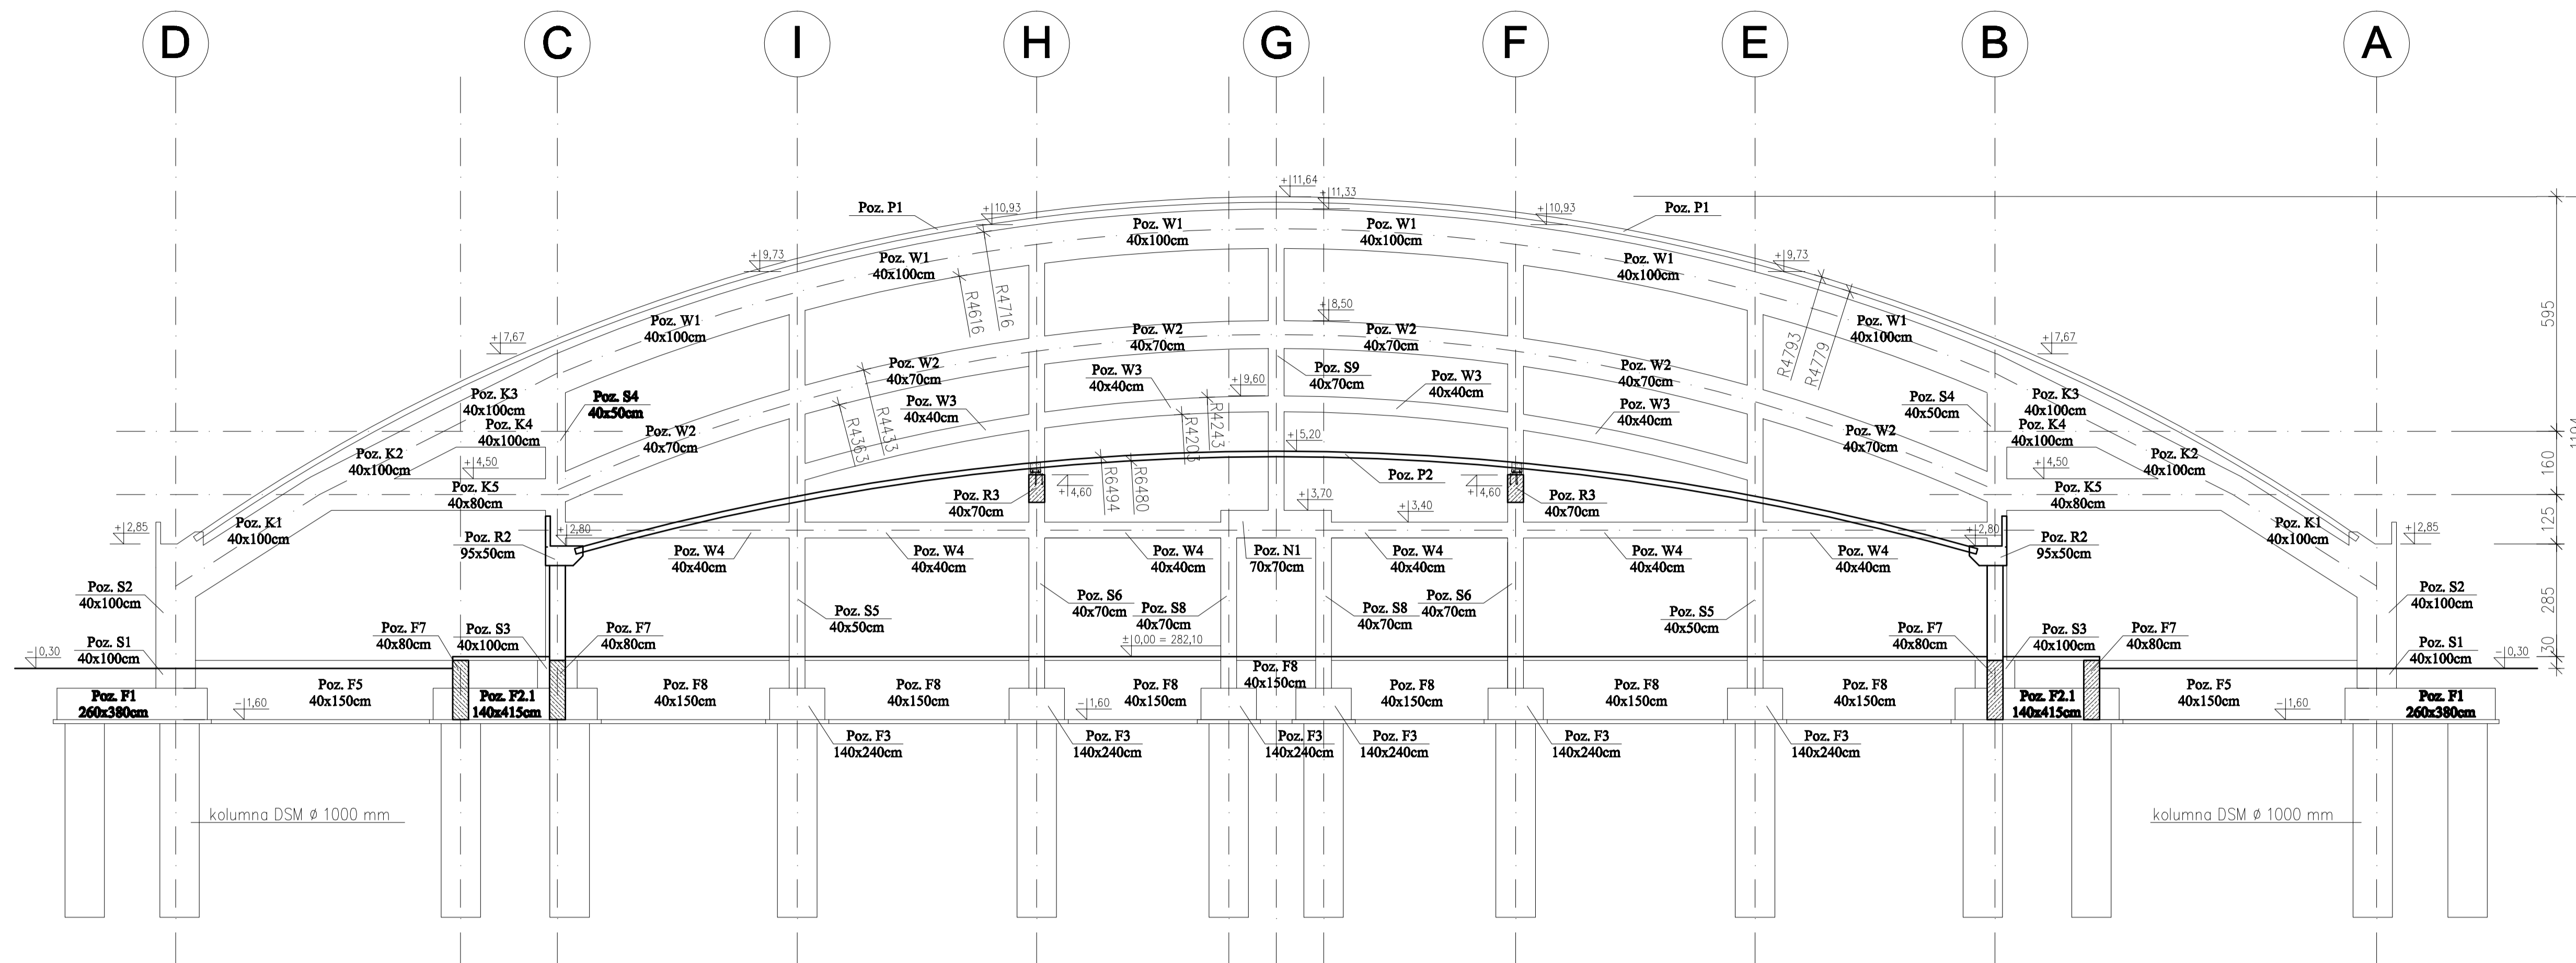 D C I H G F E B A
+11,64
+11,33
Poz. P1
+10,93
+10,93
Poz. P1
Poz. W1
40x100cm
Poz. W1
40x100cm
+9,73
Poz. W1
40x100cm
Poz. W1
40x100cm
+9,73
R4616
R4716
+8,50
R4793
R4779
595
+7,67
Poz. W1
40x100cm
Poz. W2
40x70cm
Poz. W2
40x70cm
Poz. W1
40x100cm
+7,67
Poz. W2
40x70cm
Poz. W3
40x40cm
+9,60
Poz. S9
40x70cm
Poz. W3
40x40cm
Poz. W2
40x70cm
Poz. K3
40x100cm
Poz. S4
40x50cm
Poz. W3
40x40cm
Poz. W3
40x40cm
Poz. S4
40x50cm
Poz. K3
40x100cm
Poz. K4
40x100cm
Poz. W2
40x70cm
R4363
R4433
R4203
R4243
+5,20
Poz. W2
40x70cm
Poz. K4
40x100cm
1194
Poz. K2
40x100cm
+4,50
R6494
R6480
Poz. P2
+4,50
Poz. K2
40x100cm
160
Poz. K5
40x80cm
Poz. R3
40x70cm
+4,60
+3,70
+3,40
+4,60
Poz. R3
40x70cm
Poz. K5
40x80cm
125
+2,85
Poz. K1
40x100cm
Poz. R2
95x50cm
+2,80
Poz. W4
40x40cm
Poz. W4
40x40cm
Poz. W4
40x40cm
Poz. N1
70x70cm
Poz. W4
40x40cm
Poz. W4
40x40cm
Poz. W4
40x40cm
+2,80
Poz. R2
95x50cm
Poz. K1
40x100cm
+2,85
Poz. S2
40x100cm
Poz. S5
40x50cm
Poz. S6
40x70cm
Poz. S8
40x70cm
Poz. S8
40x70cm
Poz. S6
40x70cm
Poz. S5
40x50cm
Poz. S2
40x100cm
285
Poz. S1
40x100cm
Poz. F7
40x80cm
Poz. S3
40x100cm
Poz. F7
40x80cm
±0,00 = 282,10
Poz. F7
40x80cm
Poz. S3
40x100cm
Poz. F7
40x80cm
Poz. S1
40x100cm
30
-0,30
-0,30
Poz. F1
260x380cm
-1,60
Poz. F5
40x150cm
Poz. F2.1
140x415cm
Poz. F8
40x150cm
Poz. F8
40x150cm
-1,60
Poz. F8
40x150cm
Poz. F8
40x150cm
Poz. F8
40x150cm
Poz. F8
40x150cm
Poz. F8
40x150cm
Poz. F2.1
140x415cm
Poz. F5
40x150cm
-1,60
Poz. F1
260x380cm
Poz. F3
140x240cm
Poz. F3
140x240cm
Poz. F3
140x240cm
Poz. F3
140x240cm
Poz. F3
140x240cm
Poz. F3
140x240cm
kolumna DSM ø 1000 mm
kolumna DSM ø 1000 mm